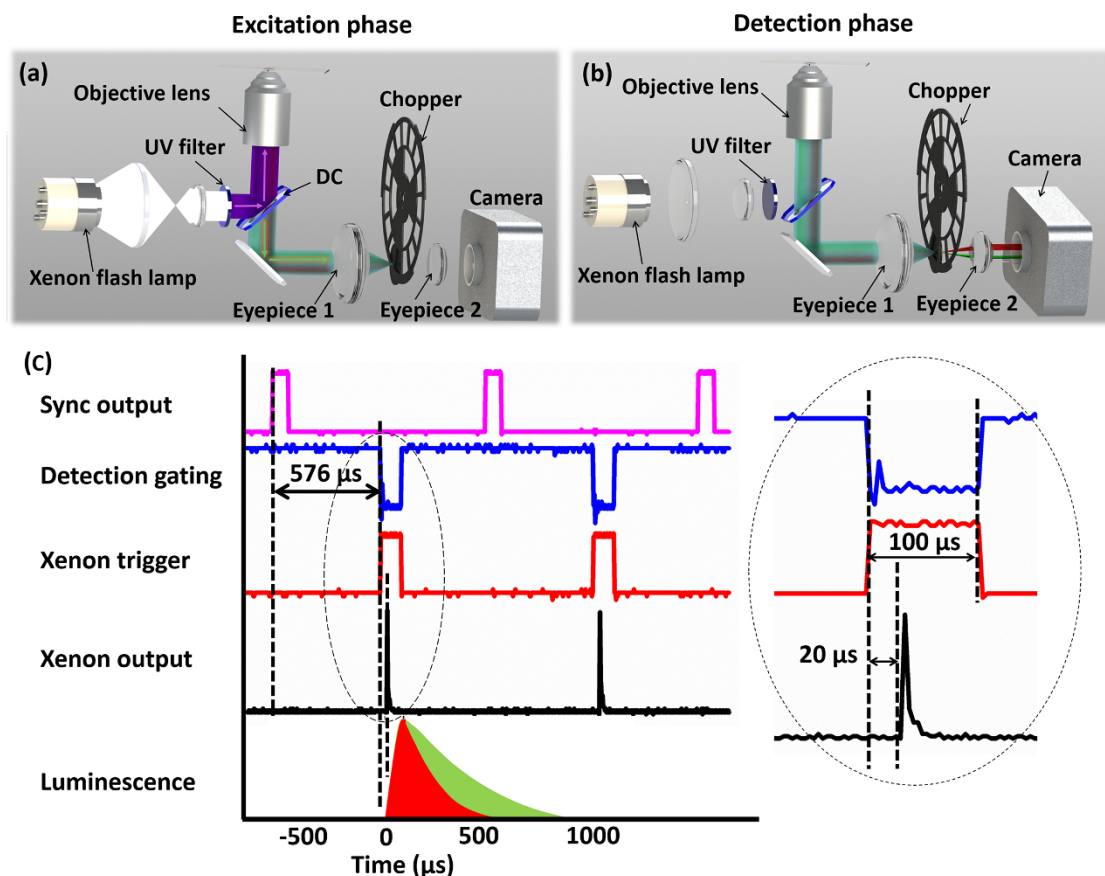 Excitation phase
Detection phase
(a)
Objective lens
Chopper
UV filter
DC
Camera
Xenon flash lamp
Eyepiece 1
Eyepiece 2
(b)
Objective lens
Chopper
UV filter
Camera
Xenon flash lamp
Eyepiece 1
Eyepiece 2
(C)
Sync output
Detection gating
576 µs
Xenon trigger
100 µs
Xenon output
20 µs
Luminescence
-500 0 500 1000
Time (µs)